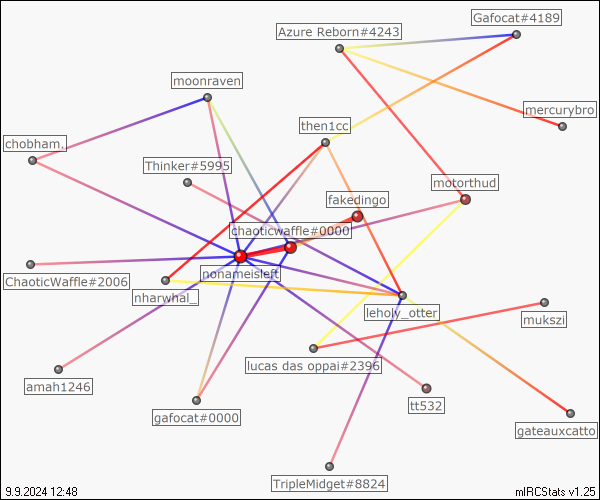 Gafocat#4189
Azure Reborn#4243
moonraven
mercurybro
then1cc
chobham.
Thinker#5995
motorthud
fakedingo
chaoticwaffle#0000
nonameisleft
ChaoticWaffle#2006
nharwhal_
leholy_otter
mukszi
lucas das oppai#2396
amah1246
tt532
gafocat#0000
gateauxcatto
TripleMidget#8824
9.9.2024 12:48
mIRCStats v1.25